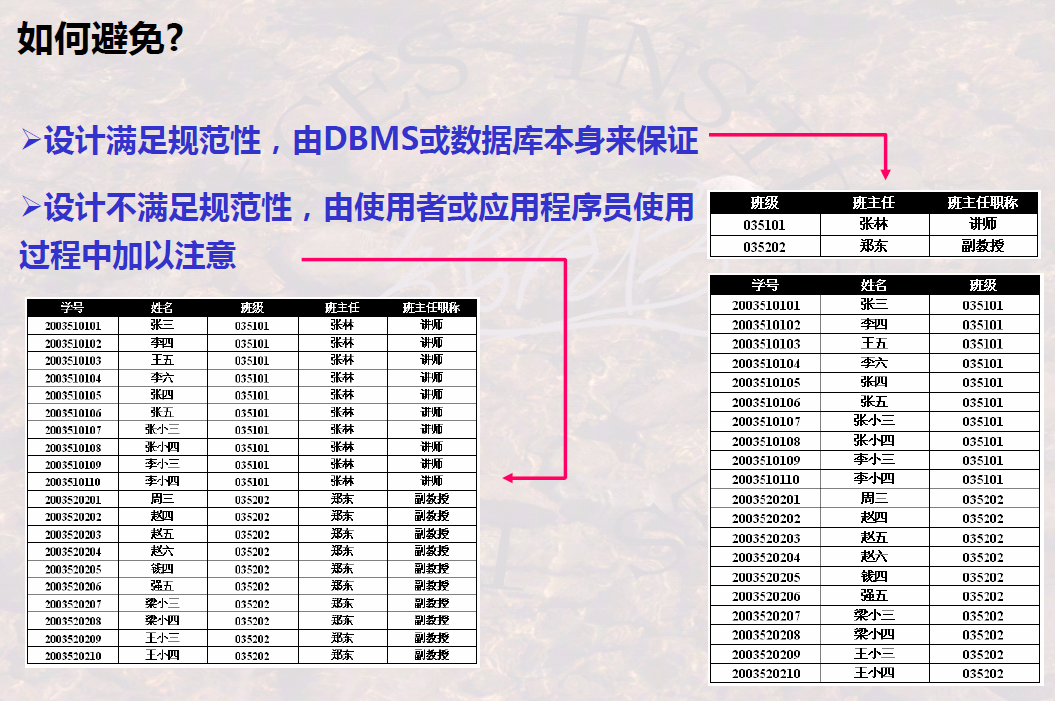 如何避免?
➢设计满足规范性，由DBMS或数据库本身来保证
➢设计不满足规范性，由使用者或应用程序员使用
过程中加以注意
班级 班主任 班主任职称
035101 张林 讲师
035202 郑东 副教授
学号 姓名 班级 班主任 班主任职称
2003510101 张三 035101 张林 讲师
2003510102 李四 035101 张林 讲师
2003510103 王五 035101 张林 讲师
2003510104 李六 035101 张林 讲师
2003510105 张四 035101 张林 讲师
2003510106 张五 035101 张林 讲师
2003510107 张小三 035101 张林 讲师
2003510108 张小四 035101 张林 讲师
2003510109 李小三 035101 张林 讲师
2003510110 李小四 035101 张林 讲师
2003520201 周三 035202 郑东 副教授
2003520202 赵四 035202 郑东 副教授
2003520203 赵五 035202 郑东 副教授
2003520204 赵六 035202 郑东 副教授
2003520205 钱四 035202 郑东 副教授
2003520206 强五 035202 郑东 副教授
2003520207 梁小三 035202 郑东 副教授
2003520208 梁小四 035202 郑东 副教授
2003520209 王小三 035202 郑东 副教授
2003520210 王小四 035202 郑东 副教授
学号 姓名 班级
2003510101 张三 035101
2003510102 李四 035101
2003510103 王五 035101
2003510104 李六 035101
2003510105 张四 035101
2003510106 张五 035101
2003510107 张小三 035101
2003510108 张小四 035101
2003510109 李小三 035101
2003510110 李小四 035101
2003520201 周三 035202
2003520202 赵四 035202
2003520203 赵五 035202
2003520204 赵六 035202
2003520205 钱四 035202
2003520206 强五 035202
2003520207 梁小三 035202
2003520208 梁小四 035202
2003520209 王小三 035202
2003520210 王小四 035202